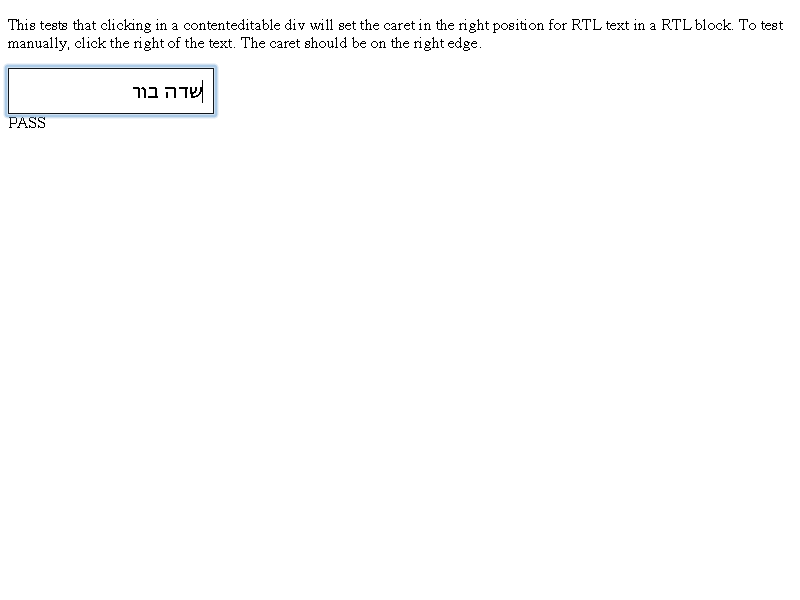 This tests that clicking in a contenteditable div will set the caret in the right position for RTL text in a RTL block. To test
manually, click the right of the text. The caret should be on the right edge.
שדה בור
PASS